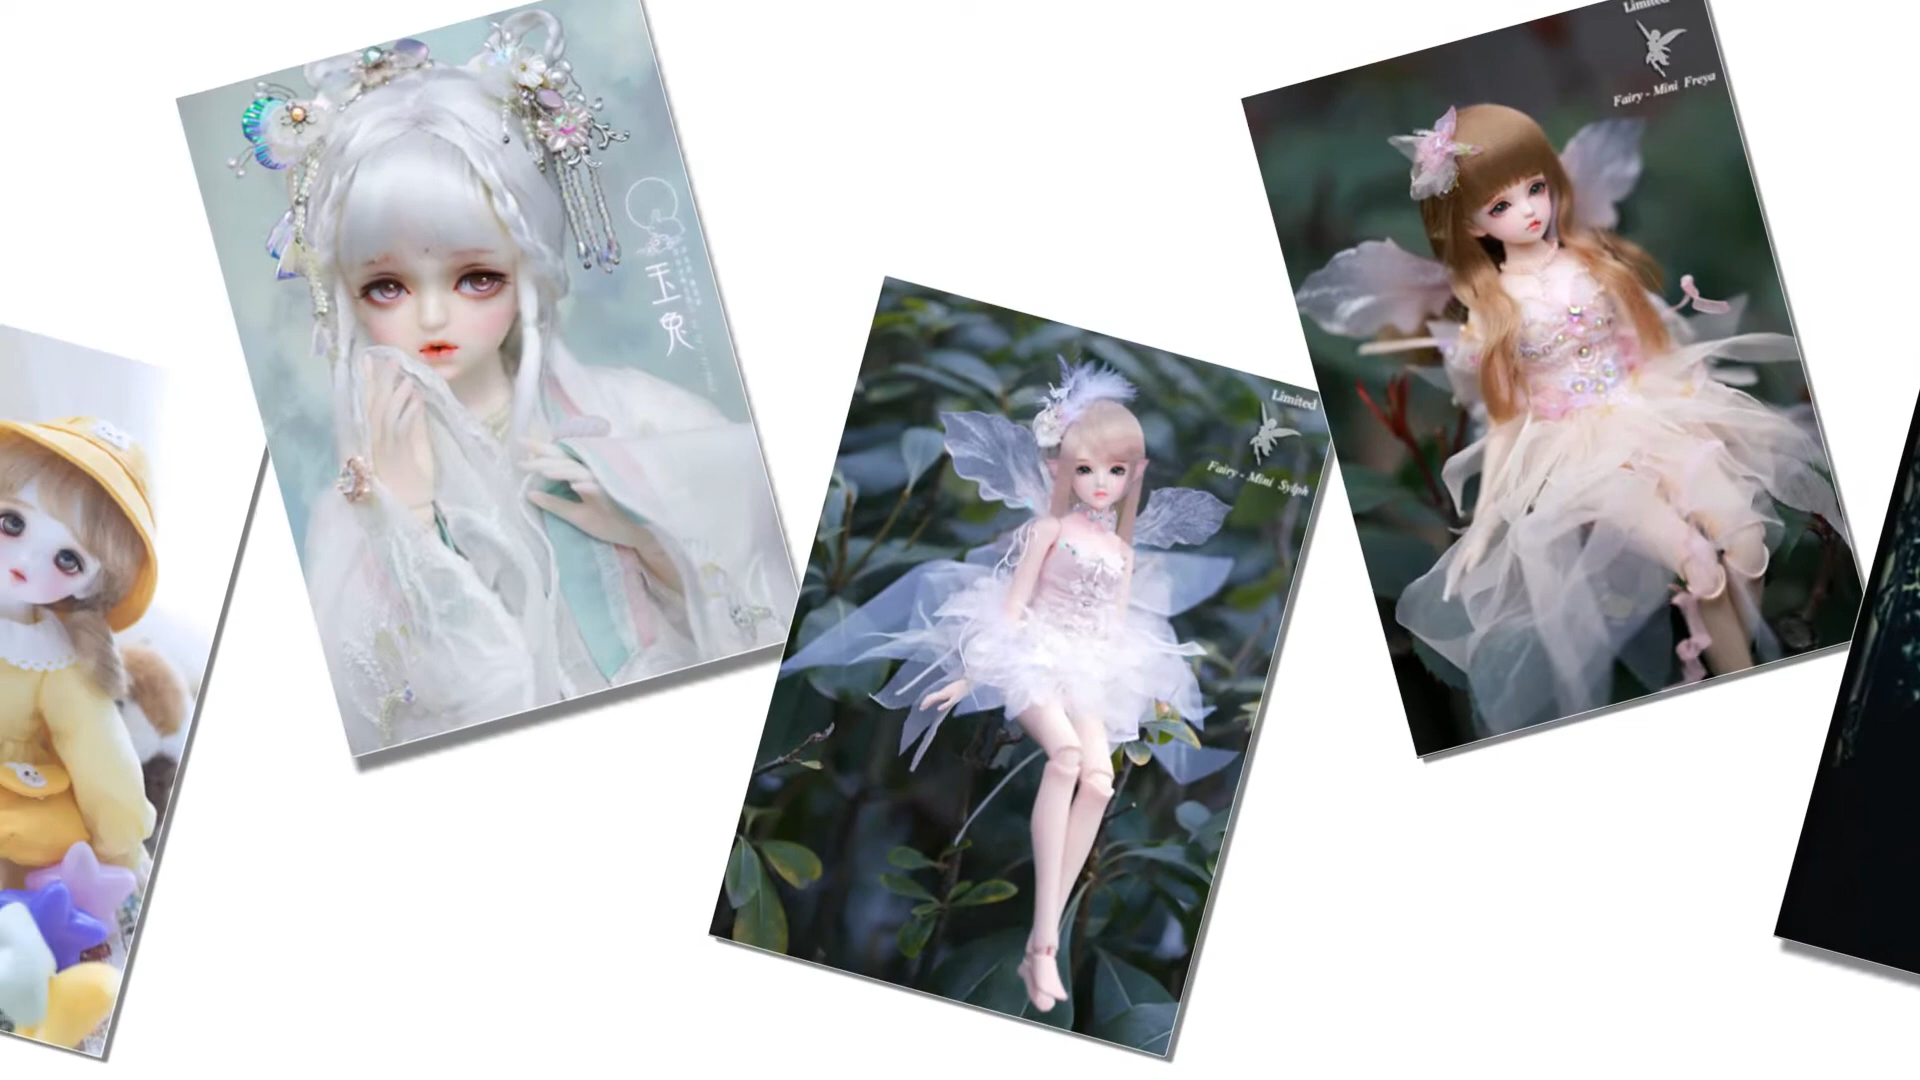 玉兔
Limited
Fairy - Mini Sylph
Limited
Fairy - Mini Freya